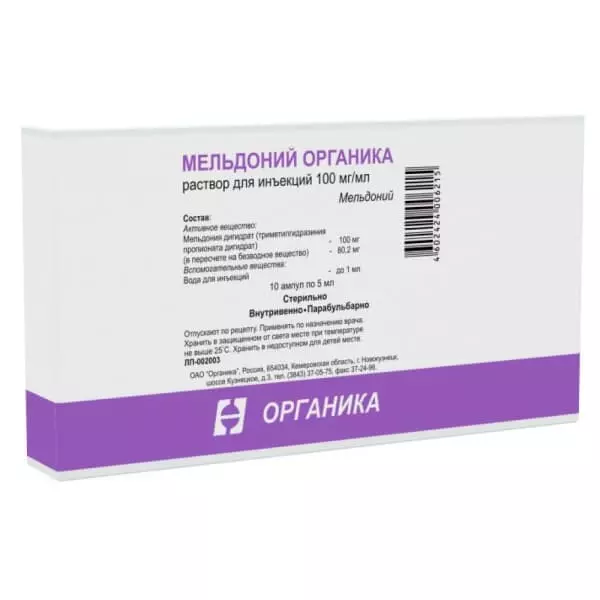 МЕЛЬДОНИЙ ОРГАНИКА
раствор для инъекций 100 мг/мл
Мельдоний
Состав:
Активное вещество:
Мельдония дигидрат (триметилгидразиния
пропионата дигидрат) - 100 мг
(в пересчете на безводное вещество) - 80,2 мг
Вспомогательные вещества:
Вода для инъекций - до 1 мл
10 ампул по 5 мл
Стерильно
Внутривенно•Парабульбарно
Отпускают по рецепту. Применять по назначению врача.
Хранить в защищенном от света месте при температуре
не выше 25°С. Хранить в недоступном для детей месте.
ЛП-002003
ОАО "Органика", Россия, 654034, Кемеровская область, г. Новокузнецк,
шоссе Кузнецкое, д.3, тел. (3843) 37-05-75, факс 37-24-96.
4602424006215
ОРГАНИКА